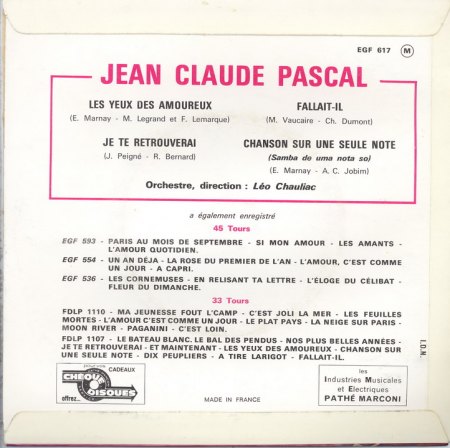 EGF 617 M
JEAN CLAUDE PASCAL
LES YEUX DES AMOUREUX
(E. Marnay - M. Legrand et F. Lemarque)
FALLAIT-IL
(M. Vaucaire - Ch. Dumont)
JE TE RETROUVERAI
(J. Peigné - R. Bernard)
CHANSON SUR UNE SEULE NOTE
(Samba de uma nota so)
(E. Marnay - A. C. Jobim)
Orchestre, direction : Léo Chauliac
a également enregistré
45 Tours
EGF 593 - PARIS AU MOIS DE SEPTEMBRE - SI MON AMOUR - LES AMANTS -
L'AMOUR QUOTIDIEN.
EGF 554 - UN AN DÉJA - LA ROSE DU PREMIER DE L'AN - L'AMOUR, C'EST COMME
UN JOUR - A CAPRI.
EGF 536 - LES CORNEMUSES - EN RELISANT TA LETTRE - L'ÉLOGE DU CÉLIBAT -
FLEUR DU DIMANCHE.
33 Tours
FDLP 1110 - MA JEUNESSE FOUT L'CAMP - C'EST JOLI LA MER - LES FEUILLES
MORTES - L'AMOUR C'EST COMME UN JOUR - LE PLAT PAYS - LA NEIGE SUR PARIS -
MOON RIVER - PAGANINI - C'EST LOIN.
FDLP 1107 - LE BATEAU BLANC. LE BAL DES PENDUS - NOS PLUS BELLES ANNÉES -
JE TE RETROUVERAI - ET MAINTENANT - LES YEUX DES AMOUREUX - CHANSON SUR
UNE SEULE NOTE - DIX PEUPLIERS - A TIRE LARIGOT - FALLAIT-IL.
I.D.N.
CADEAUX
CHÈQUE
DISQUES
offrez...
MADE IN FRANCE
les
Industries Musicales
et Electriques
PATHÉ MARCONI